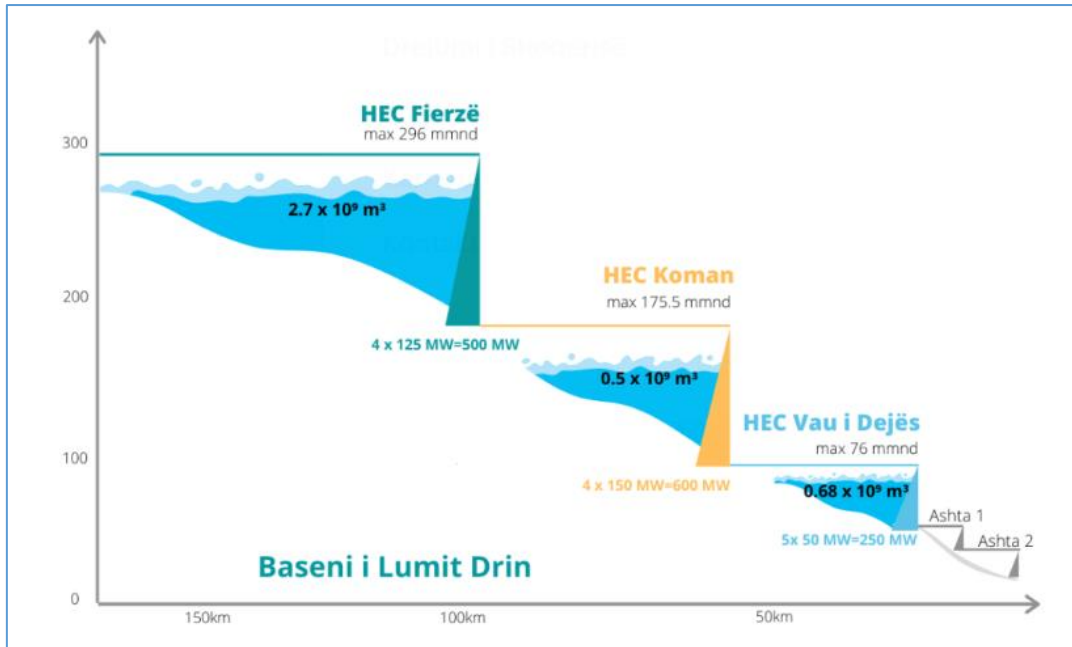 HEC Fierzë
max 296 mmnd
300
2.7 x 10⁹ m³
HEC Koman
max 175.5 mmnd
200
4 x 125 MW=500 MW
0.5 x 10⁹ m³
HEC Vau i Dejës
max 76 mmnd
100
4 x 150 MW=600 MW
0.68 x 10⁹ m³
Ashta 1
5x 50 MW=250 MW
Ashta 2
Baseni i Lumit Drin
0
150km
100km
50km